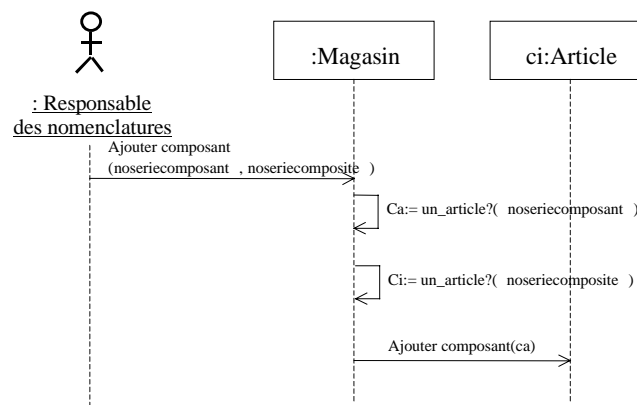 :Magasin
ci:Article
: Responsable
des nomenclatures
Ajouter composant
(noseriecomposant , noseriecomposite )
Ca:= un_article?( noseriecomposant )
Ci:= un_article?( noseriecomposite )
Ajouter composant(ca)